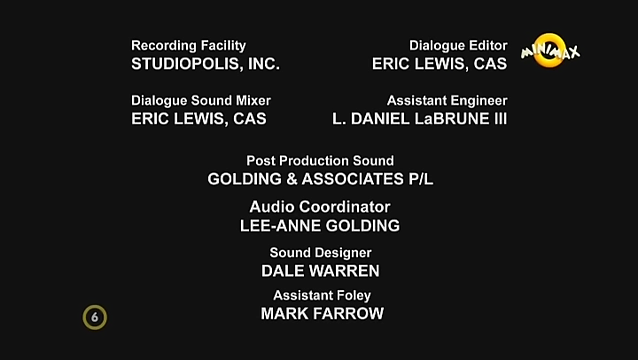 Recording Facility
STUDIOPOLIS, INC.
Dialogue Editor
ERIC LEWIS, CAS
MINIMAX
Dialogue Sound Mixer
ERIC LEWIS, CAS
Assistant Engineer
L. DANIEL LaBRUNE III
Post Production Sound
GOLDING & ASSOCIATES P/L
Audio Coordinator
LEE-ANNE GOLDING
Sound Designer
DALE WARREN
Assistant Foley
MARK FARROW
6